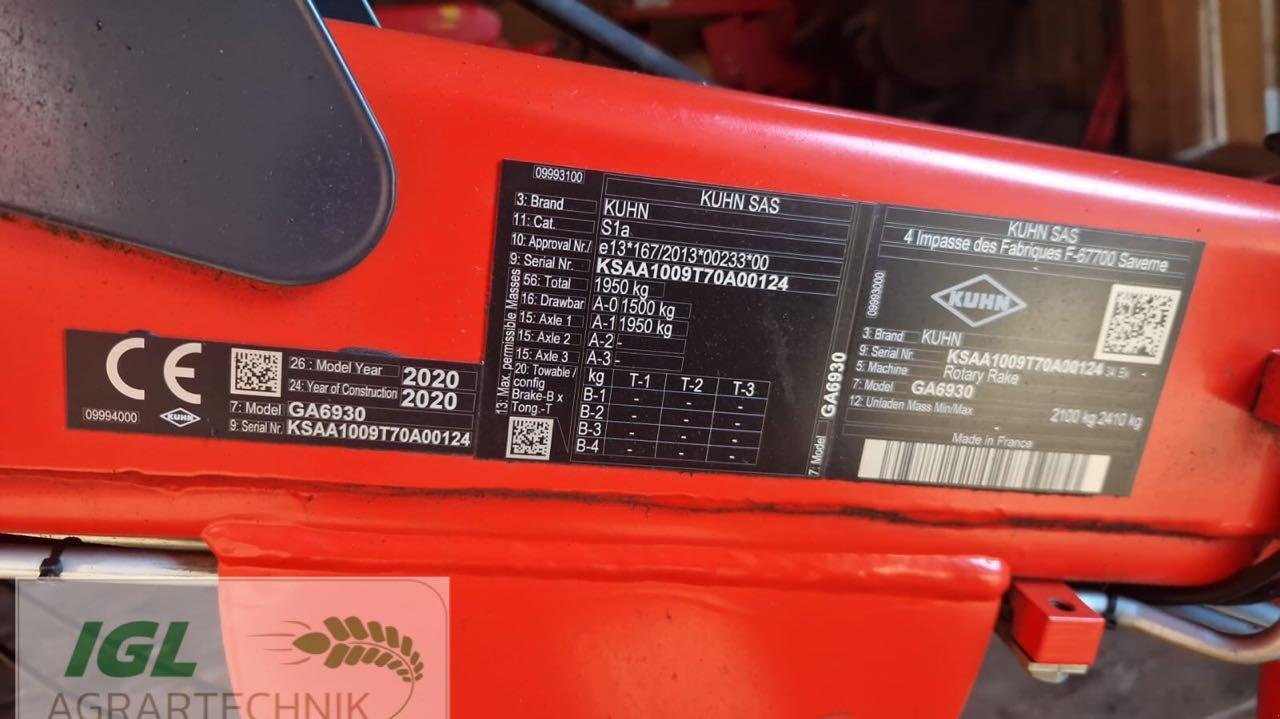 CE
09994000
KUHN
26 : Model Year 2020
24: Year of Construction 2020
7: Model GA6930
9: Serial Nr. KSAA1009T70A00124
09993100
KUHN SAS
3: Brand KUHN
11: Cat. S1a
10: Approval Nr./ e13*167/2013*00233*00
9: Serial Nr. KSAA1009T70A00124
13: Max. permissible Masses
56: Total 1950 kg
16: Drawbar A-0 1500 kg
15: Axle 1 A-1 1950 kg
15: Axle 2 A-2 -
15: Axle 3 A-3 -
20: Towable / config Brake-B x Tong.-T
kg T-1 T-2 T-3
B-1 - - -
B-2 - - -
B-3 - - -
B-4 - - -
7: Model GA6930
KUHN SAS
4 Impasse des Fabriques F-67700 Saverne
09993000
KUHN
3: Brand KUHN
9: Serial Nr. KSAA1009T70A00124
5: Machine Rotary Rake
7: Model GA6930
12: Unladen Mass Min/Max 2100 kg 2410 kg
Made in France
IGL
AGRARTECHNIK